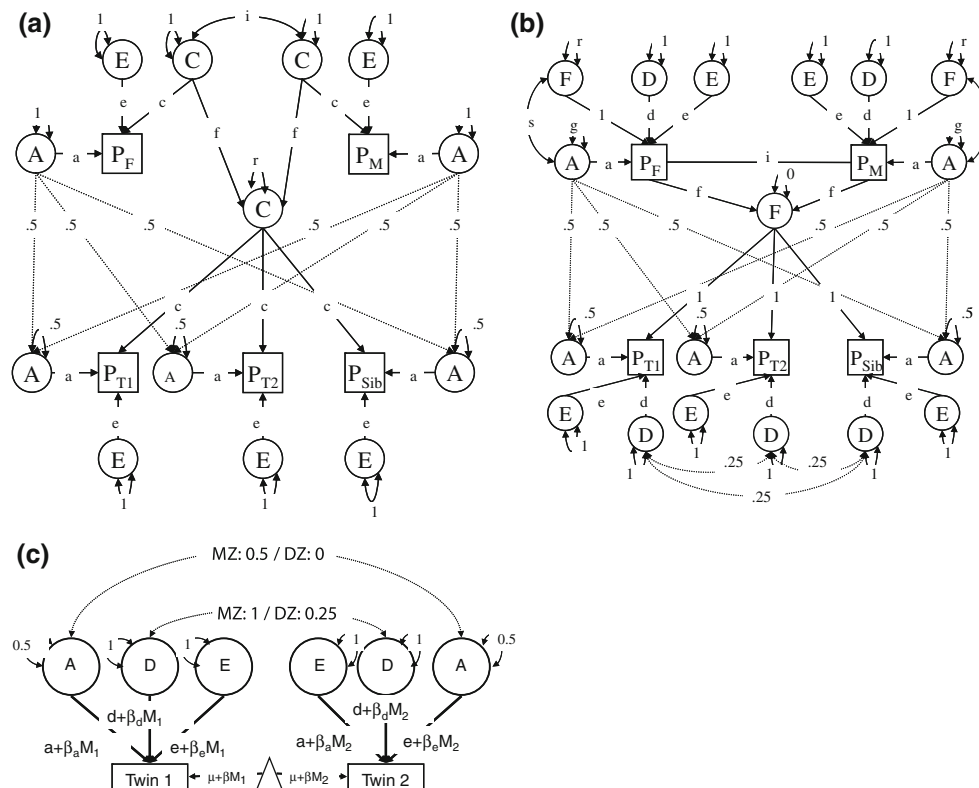 (a)
1 1 i 1 1
E C C E
e c c e
1 f f 1
A a P_F P_M a A
r
C
.5 .5 .5 .5 .5 .5
c c c
.5 .5 .5
A a P_T1 A a P_T2 P_Sib a A
e e e
E E E
1 1 1
(b)
r 1 1 1 1 r
F D E E D F
s 1 d e e d 1
g g
A a P_F i P_M a A
f 0 f
F
.5 .5 .5 .5 .5 .5
1 1 1
.5 .5 .5
A a P_T1 A a P_T2 P_Sib a A
e d e d d e
E D E D D E
1 1 1 1 1 1
.25 .25
.25
(c)
MZ: 0.5 / DZ: 0
MZ: 1 / DZ: 0.25
0.5 1 1 1 1 0.5
A D E E D A
d+β_dM_1 d+β_dM_2
a+β_aM_1 e+β_eM_1 a+β_aM_2 e+β_eM_2
Twin 1 μ+βM_1 μ+βM_2 Twin 2